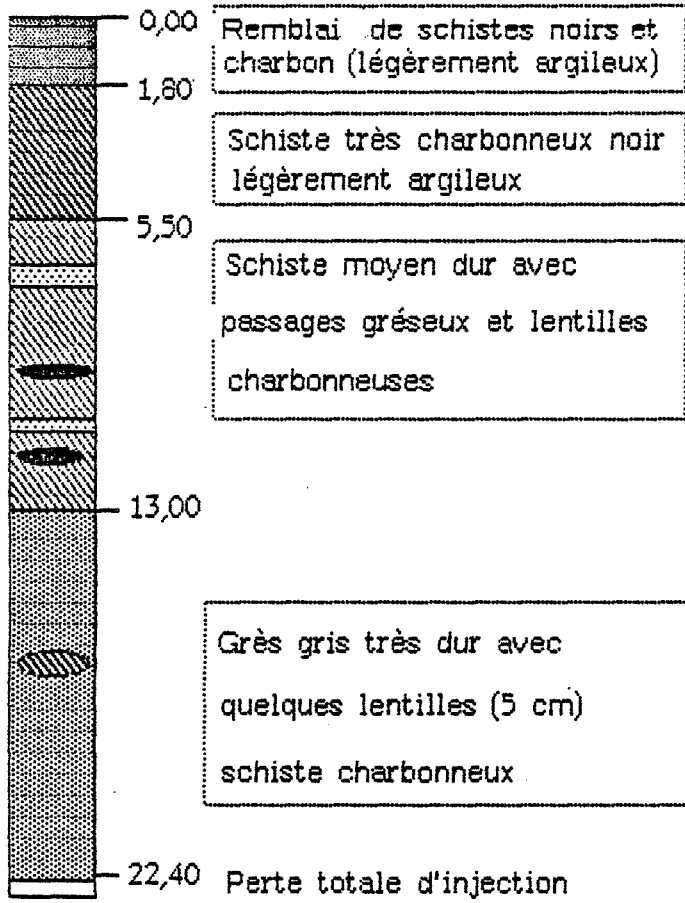 0,00
Remblai de schistes noirs et
charbon (légèrement argileux)
1,80
Schiste très charbonneux noir
légèrement argileux
5,50
Schiste moyen dur avec
passages gréseux et lentilles
charbonneuses
13,00
Grès gris très dur avec
quelques lentilles (5 cm)
schiste charbonneux
22,40
Perte totale d'injection